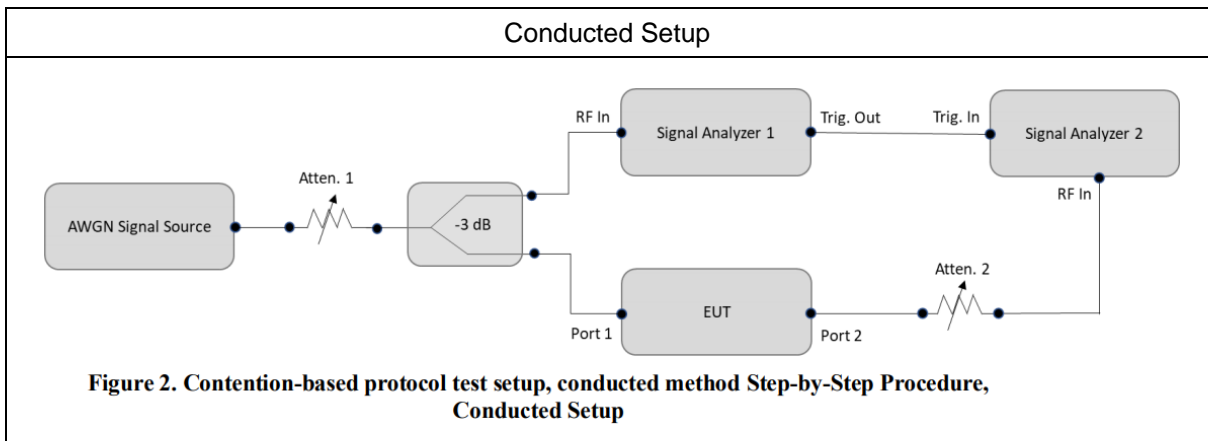 Conducted Setup
RF In
Signal Analyzer 1
Trig. Out
Trig. In
Signal Analyzer 2
RF In
Atten. 1
AWGN Signal Source
-3 dB
Atten. 2
EUT
Port 1
Port 2
Figure 2. Contention-based protocol test setup, conducted method Step-by-Step Procedure,
Conducted Setup